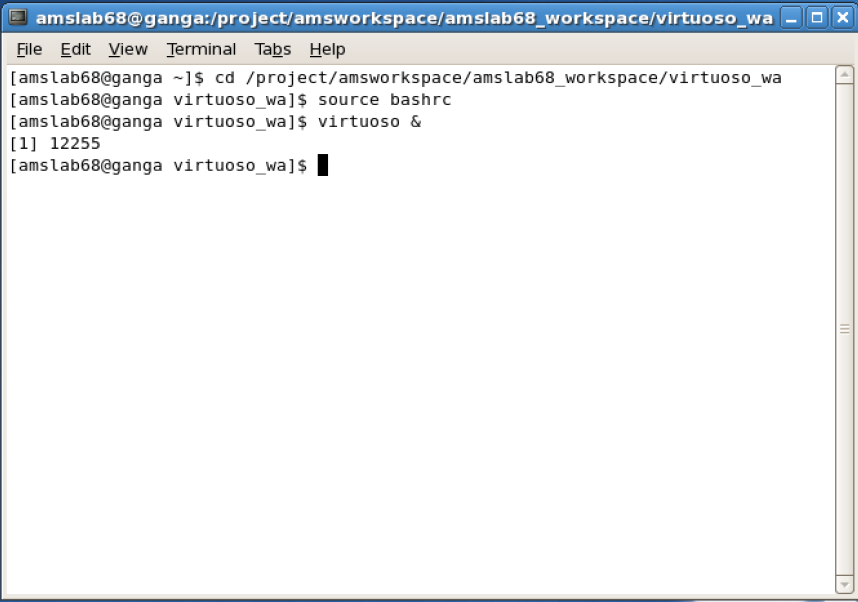 amslab68@ganga:/project/amsworkspace/amslab68_workspace/virtuoso_wa
File Edit View Terminal Tabs Help
[amslab68@ganga ~]$ cd /project/amsworkspace/amslab68_workspace/virtuoso_wa
[amslab68@ganga virtuoso_wa]$ source bashrc
[amslab68@ganga virtuoso_wa]$ virtuoso &
[1] 12255
[amslab68@ganga virtuoso_wa]$